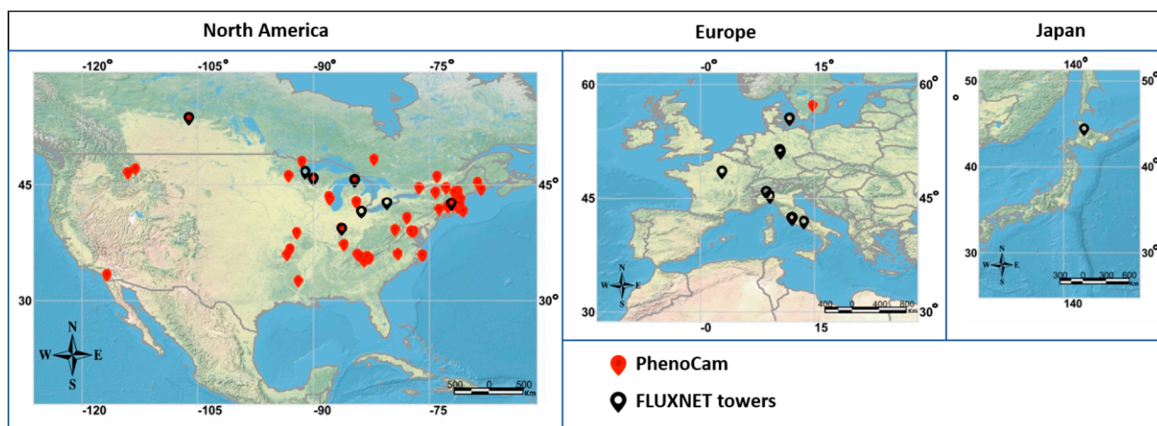 North America
Europe
Japan
-120° -105° -90° -75°
45° 45°
30 30°
-120 -105 -90 -75
N
W E
S
500 0 500
Km
-0° 15°
60 60°
45 45°
30 30°
-0 15
N
W E
S
400 0 400 800
Km
140°
50 50°
40 40°
30 30°
140
N
W E
S
300 0 300 600
Km
PhenoCam
FLUXNET towers